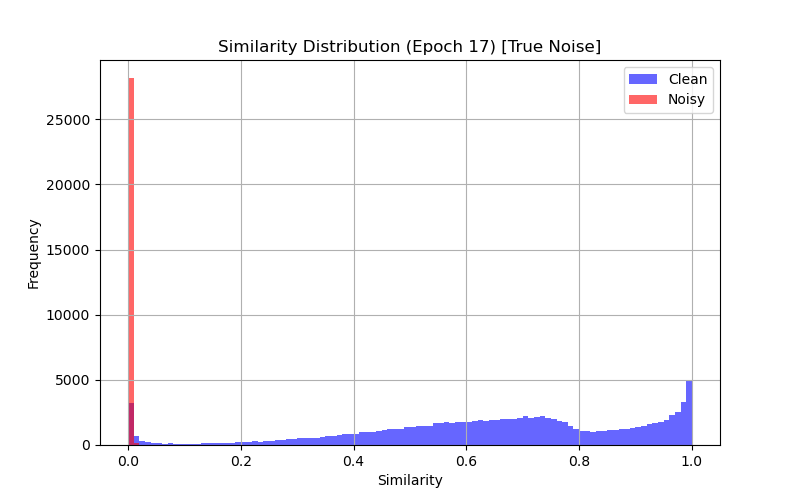 Similarity Distribution (Epoch 17) [True Noise]
Clean
Noisy
Frequency
25000
20000
15000
10000
5000
0
0.0 0.2 0.4 0.6 0.8 1.0
Similarity